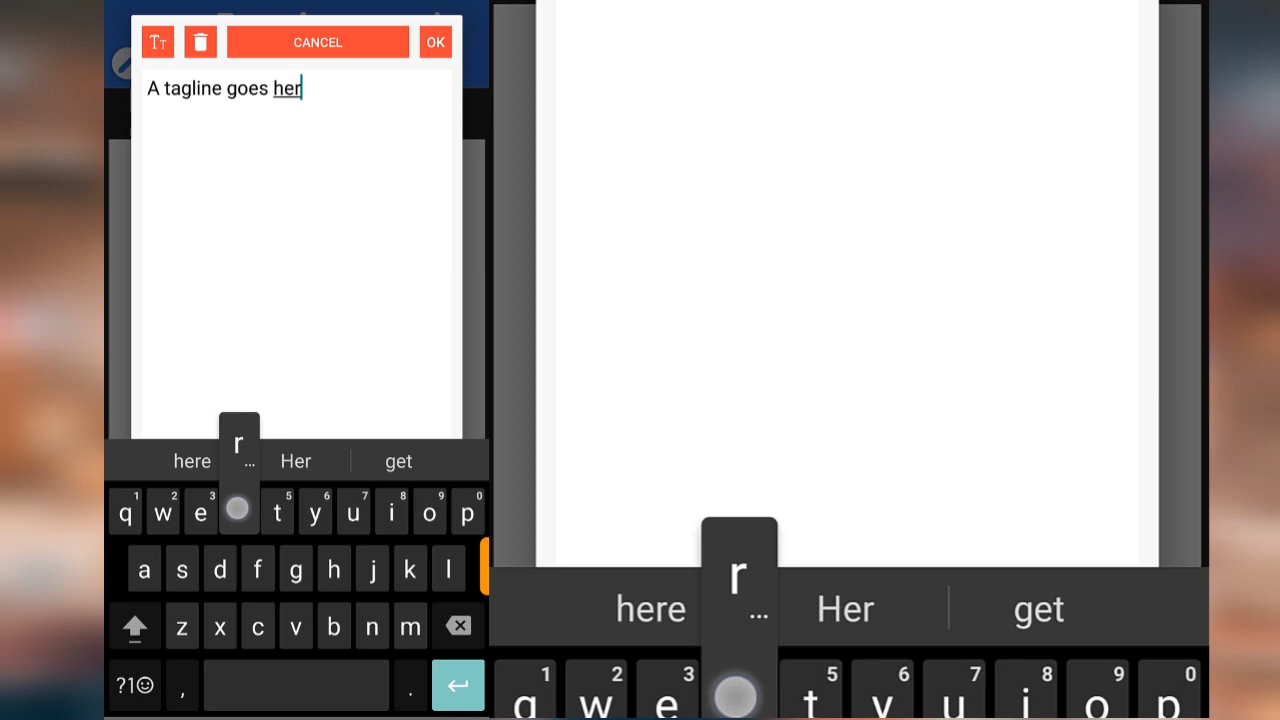 CANCEL OK
A tagline goes her
r
...
here Her get
1 2 3 5 6 7 8 9 0
q w e t y u i o p
a s d f g h j k l
z x c v b n m
?1☺ , .
r
...
here Her get
1 2 3 5 6 7 8 9 0
q w e t y u i o p